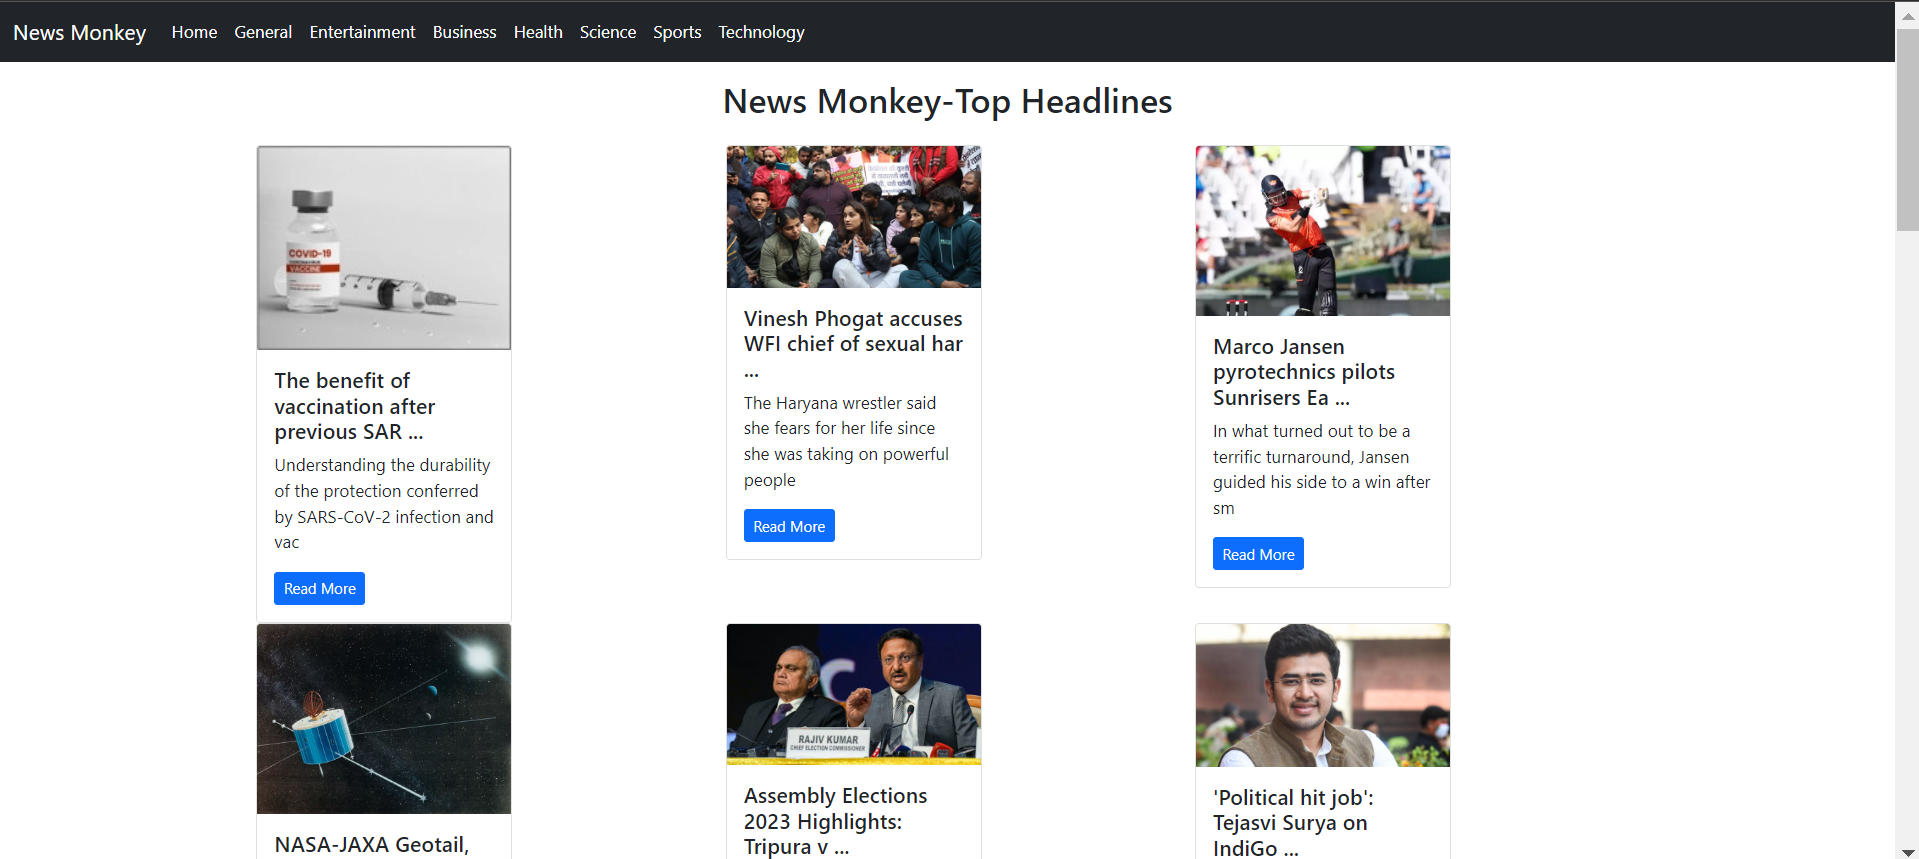 News Monkey Home General Entertainment Business Health Science Sports Technology
News Monkey-Top Headlines
COVID-19
CORONAVIRUS
VACCINE
The benefit of
vaccination after
previous SAR ...
Understanding the durability
of the protection conferred
by SARS-CoV-2 infection and
vac
Read More
Vinesh Phogat accuses
WFI chief of sexual har
...
The Haryana wrestler said
she fears for her life since
she was taking on powerful
people
Read More
Marco Jansen
pyrotechnics pilots
Sunrisers Ea ...
In what turned out to be a
terrific turnaround, Jansen
guided his side to a win after
sm
Read More
NASA-JAXA Geotail,
RAJIV KUMAR
CHIEF ELECTION COMMISSIONER
Assembly Elections
2023 Highlights:
Tripura v ...
'Political hit job':
Tejasvi Surya on
IndiGo ...